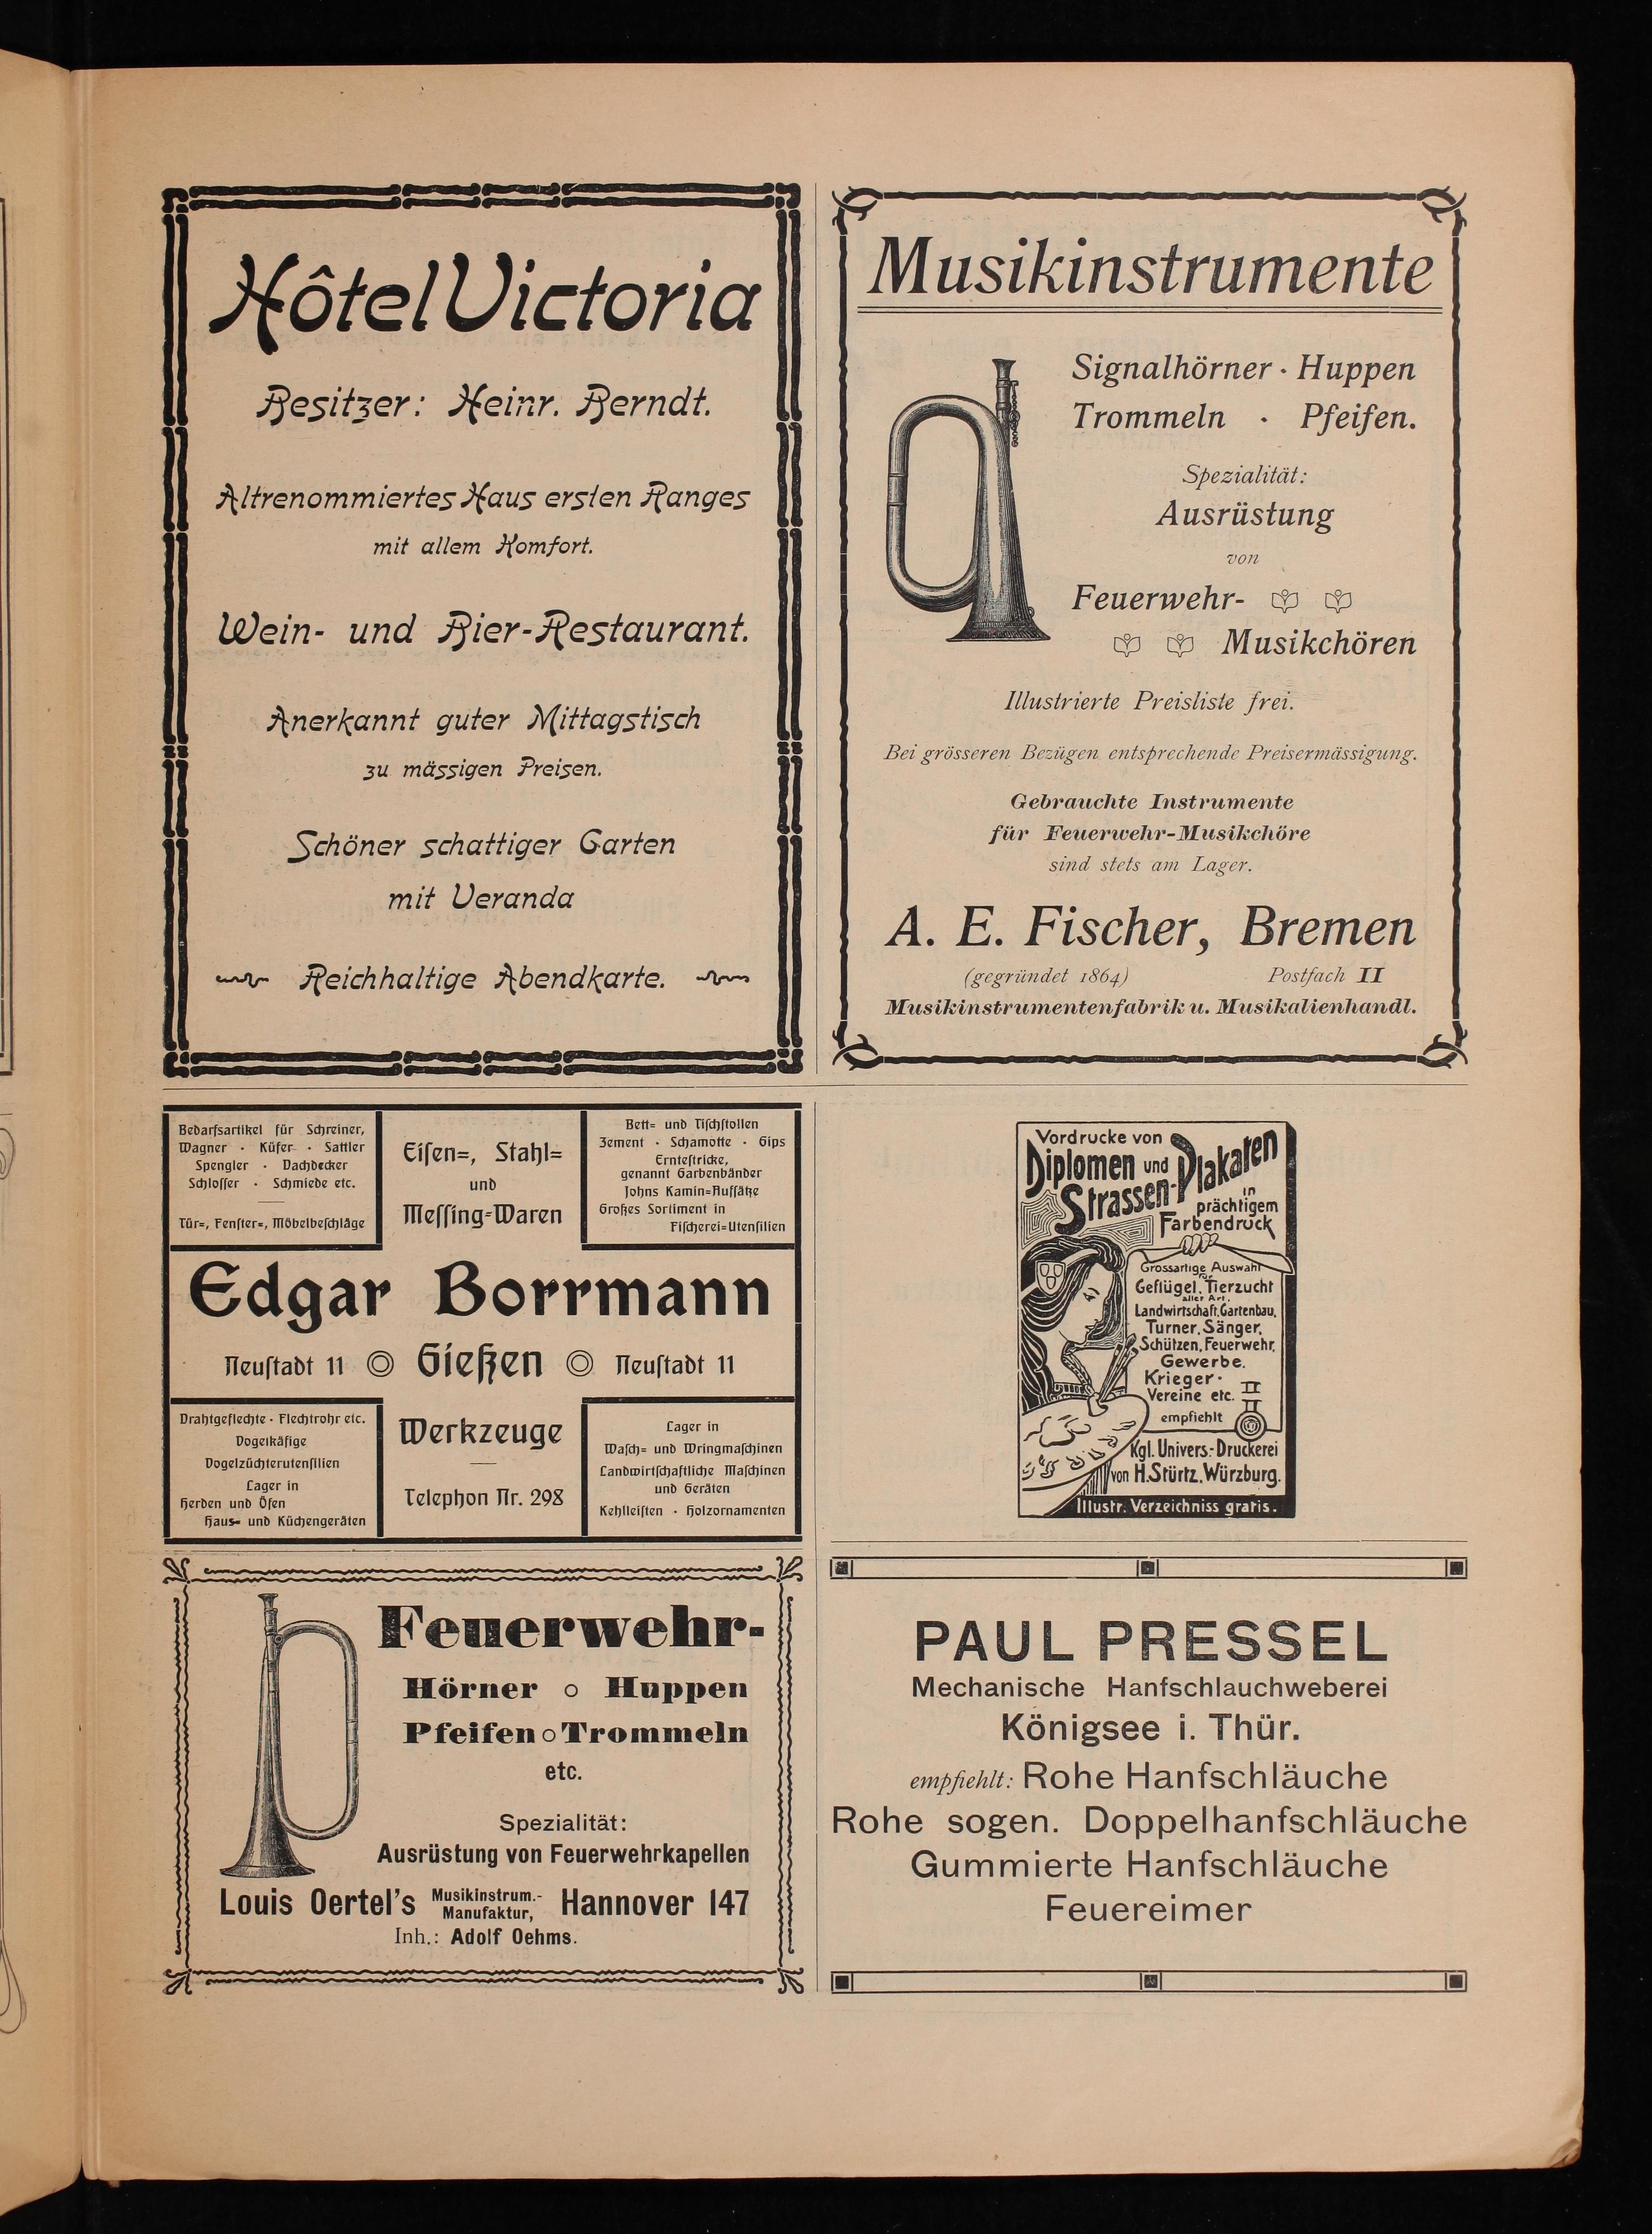 Hôtel Victoria
Besitzer: Heinr. Berndt.
Altrenommiertes Haus ersten Ranges
mit allem Komfort.
Wein- und Bier-Restaurant.
Anerkannt guter Mittagstisch
zu mässigen Preisen.
Schöner schattiger Garten
mit Veranda
Reichhaltige Abendkarte.
Musikinstrumente
Signalhörner · Huppen
Trommeln · Pfeifen.
Spezialität:
Ausrüstung
von
Feuerwehr-
Musikchören
Illustrierte Preisliste frei.
Bei grösseren Bezügen entsprechende Preisermässigung.
Gebrauchte Instrumente
für Feuerwehr-Musikchöre
sind stets am Lager.
A. E. Fischer, Bremen
(gegründet 1864) Postfach II
Musikinstrumentenfabrik u. Musikalienhandl.
Bedarfsartikel für Schreiner,
Wagner · Küfer · Sattler
Spengler · Dachdecker
Schlosser · Schmiede etc.
Tür=, Fenster=, Möbelbeschläge
Eisen=, Stahl=
und
Messing-Waren
Bett= und Tischstollen
Zement · Schamotte · Gips
Erntestricke,
genannt Garbenbänder
Johns Kamin=Aufsätze
Großes Sortiment in
Fischerei=Utensilien
Edgar Borrmann
Neustadt 11 Gießen Neustadt 11
Drahtgeflechte · Flechtrohr etc.
Vogelkäfige
Vogelzüchterutensilien
Lager in
Herden und Öfen
Haus= und Küchengeräten
Werkzeuge
Telephon Nr. 298
Lager in
Wasch= und Wringmaschinen
Landwirtschaftliche Maschinen
und Geräten
Kehlleisten · Holzornamenten
Vordrucke von
Diplomen und Plakaten
Strassen-
in
prächtigem
Farbendruck
Grossartige Auswahl
für
Geflügel, Tierzucht
aller Art,
Landwirtschaft, Gartenbau,
Turner, Sänger,
Schützen, Feuerwehr,
Gewerbe,
Krieger-
Vereine etc.
empfiehlt
Kgl. Univers.-Druckerei
von H. Stürtz, Würzburg.
Illustr. Verzeichniss gratis.
Feuerwehr-
Hörner o Huppen
Pfeifen o Trommeln
etc.
Spezialität:
Ausrüstung von Feuerwehrkapellen
Louis Oertel's Musikinstrum.-Manufaktur, Hannover 147
Inh.: Adolf Oehms.
PAUL PRESSEL
Mechanische Hanfschlauchweberei
Königsee i. Thür.
empfiehlt: Rohe Hanfschläuche
Rohe sogen. Doppelhanfschläuche
Gummierte Hanfschläuche
Feuereimer